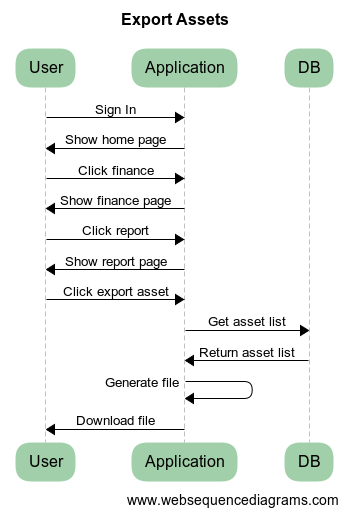 Export Assets
User Application DB
Sign In
Show home page
Click finance
Show finance page
Click report
Show report page
Click export asset
Get asset list
Return asset list
Generate file
Download file
User Application DB
www.websequencediagrams.com